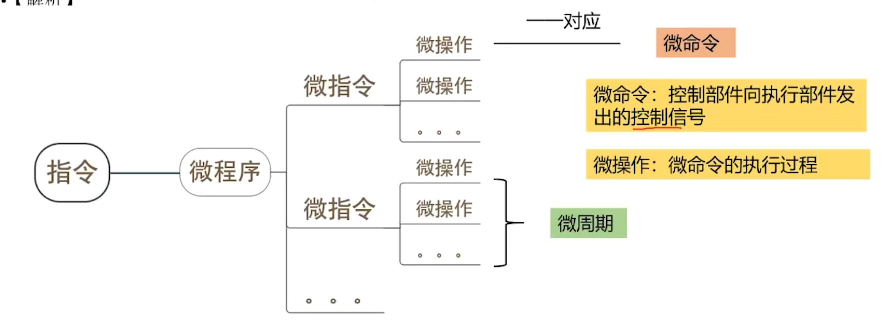 【解析】
一一对应
微操作
微命令
微指令
微操作
。。。
微命令：控制部件向执行部件发
出的控制信号
指令
微程序
微操作
微操作：微命令的执行过程
微指令
微操作
微周期
。。。
。。。